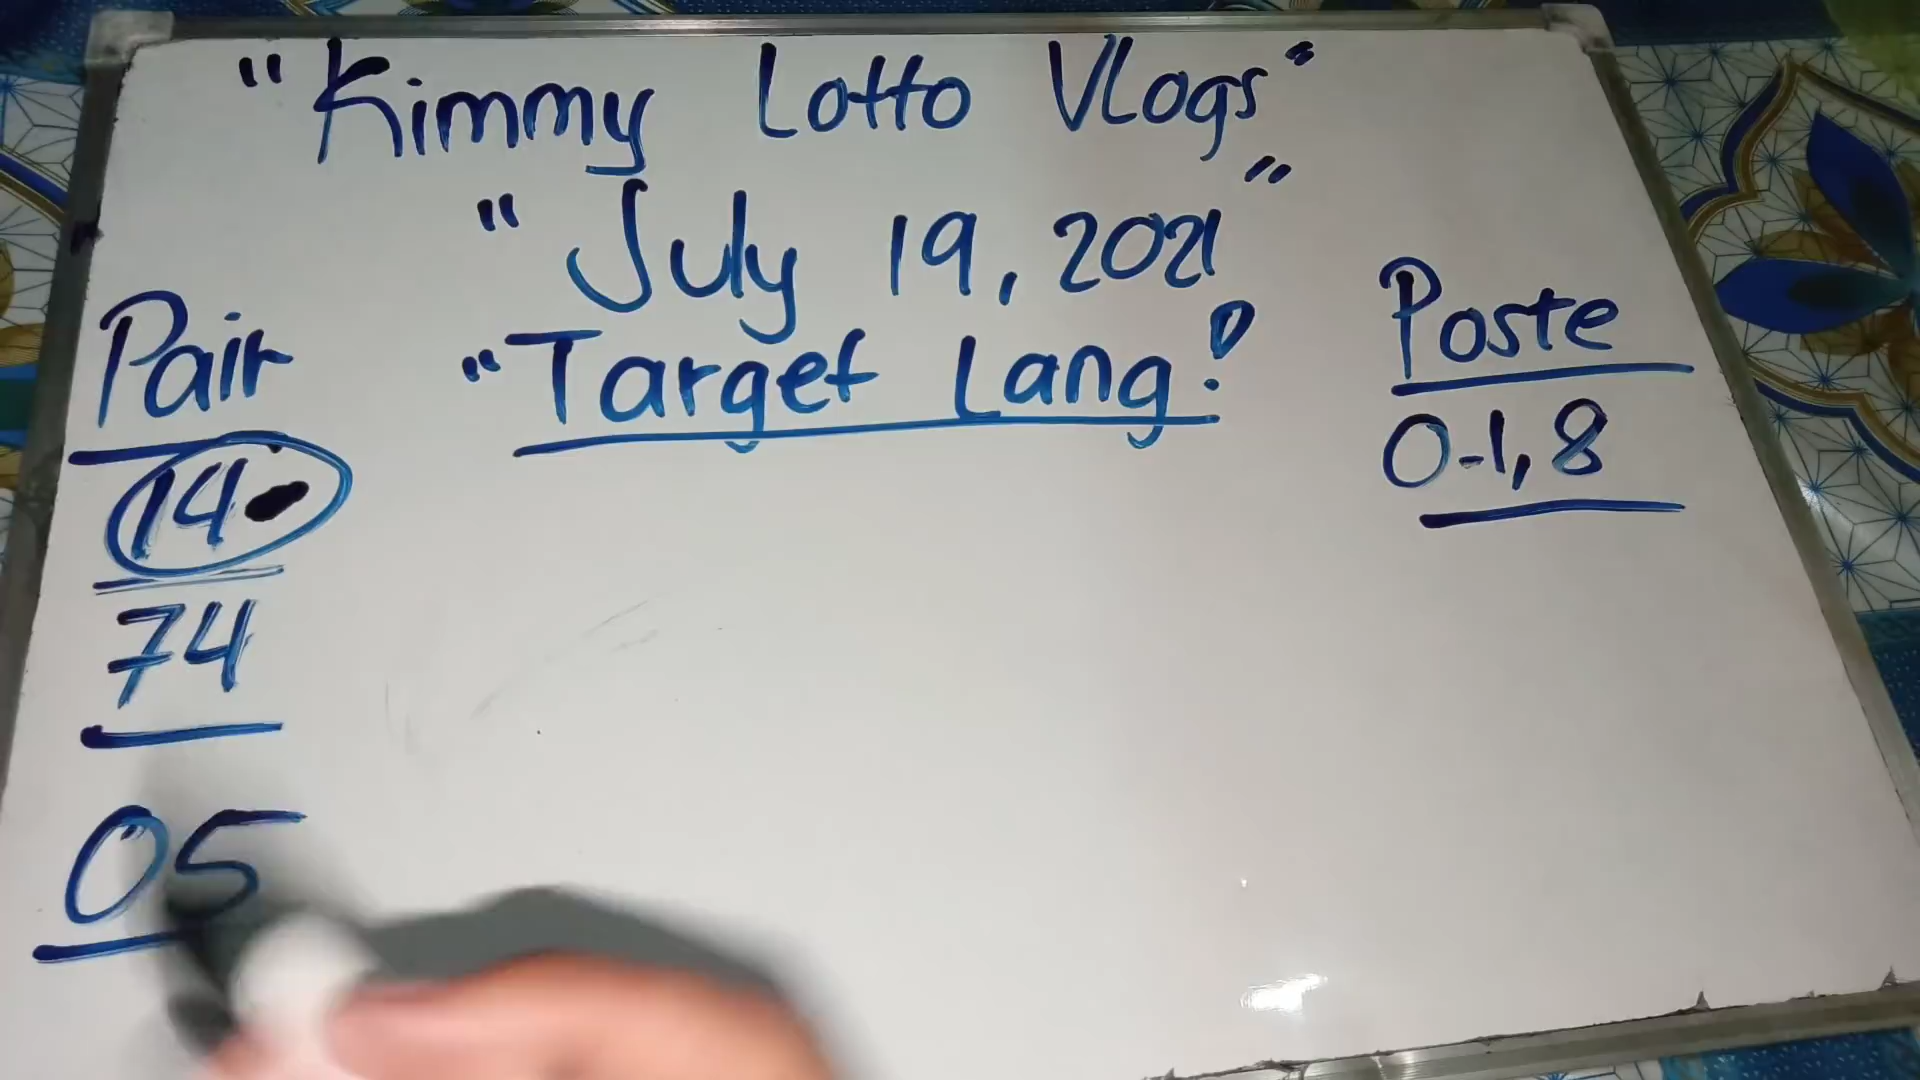 "Kimmy Lotto Vlogs"
"July 19, 2021"
"Target Lang!
Pair
14
74
05
Poste
0-1,8